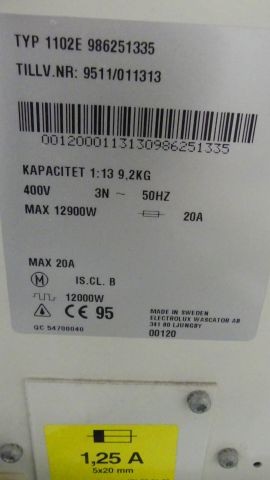 TYP 1102E 986251335
TILLV.NR: 9511/011313
0012000113130986251335
KAPACITET 1:13 9,2KG
400V 3N ~ 50HZ
MAX 12900W 20A
MAX 20A
M IS.CL. B
12000W
CE 95
MADE IN SWEDEN
ELECTROLUX WASCATOR AB
341 80 LJUNGBY
QC 54700040
00120
1,25 A
5x20 mm